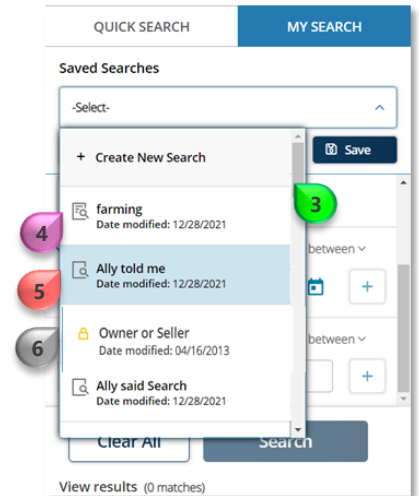 QUICK SEARCH MY SEARCH
Saved Searches
-Select-
+ Create New Search
Save
3
farming
Date modified: 12/28/2021
4
between
Ally told me
Date modified: 12/28/2021
5
+
Owner or Seller
Date modified: 04/16/2013
6
between
Ally said Search
Date modified: 12/28/2021
+
Clear All Search
View results (0 matches)